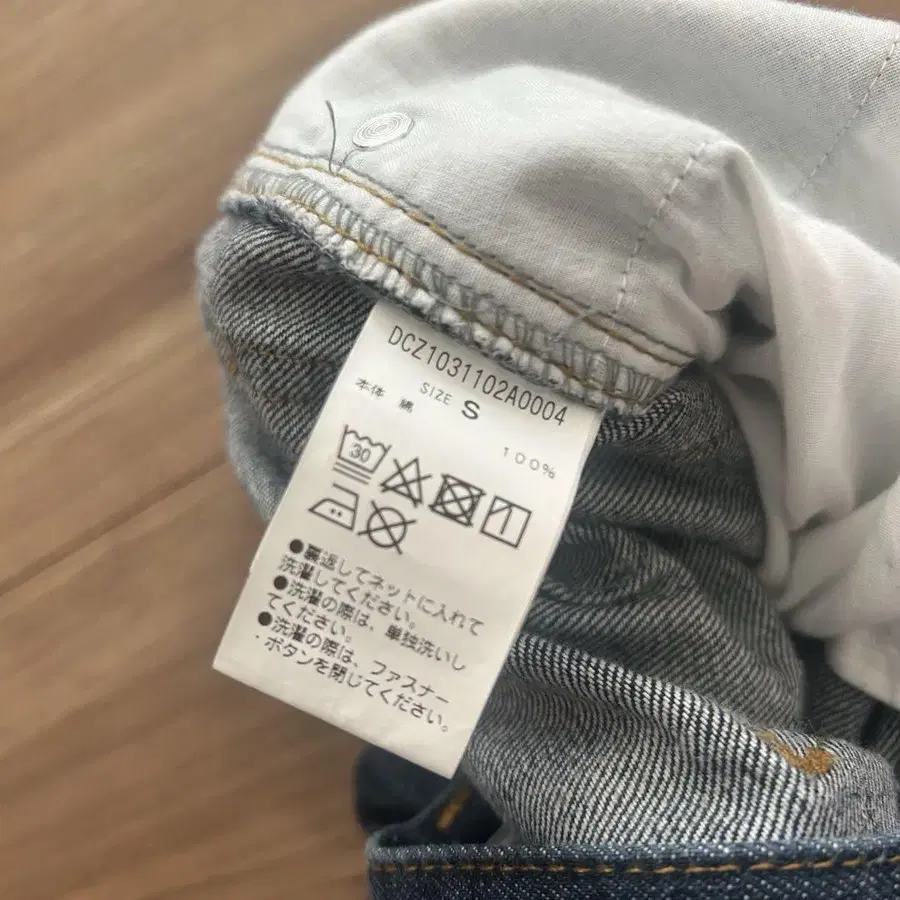 DCZ1031102A0004
SIZE S
本体 綿 100%
30
●裏返してネットに入れて
洗濯してください。
●洗濯の際は、単独洗いし
てください。
●洗濯の際は、ファスナー
・ボタンを閉じてください。